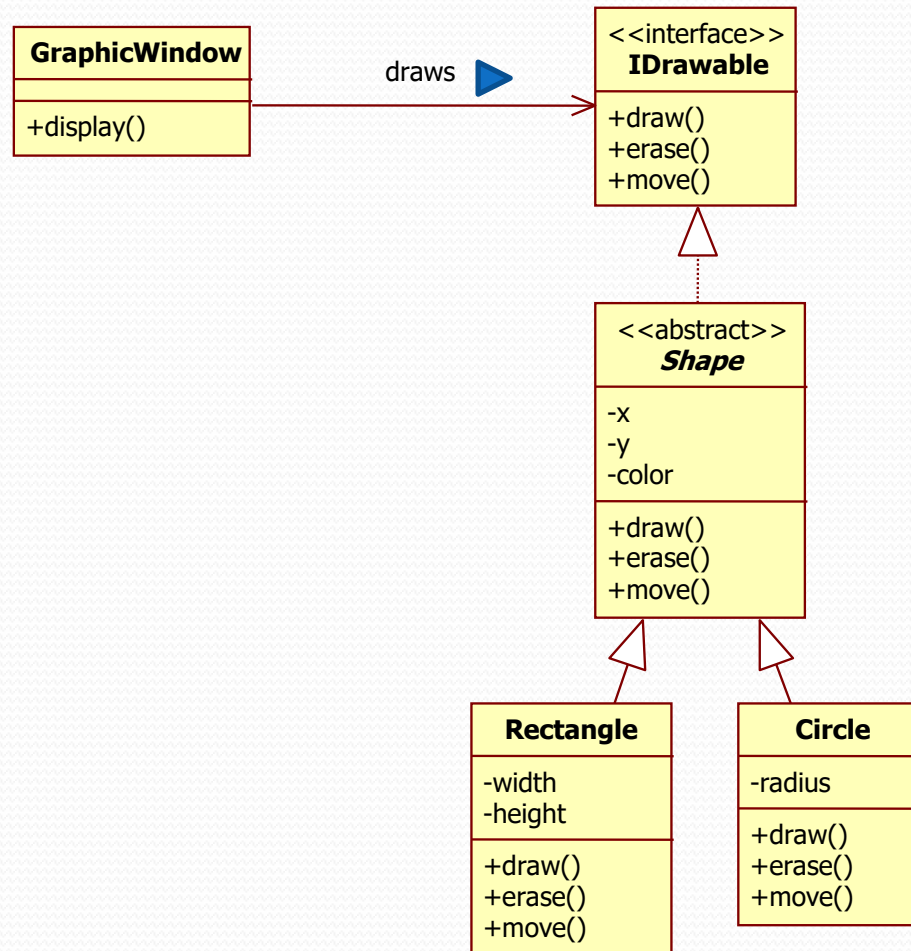 GraphicWindow
+display()
draws
<<interface>>
IDrawable
+draw()
+erase()
+move()
<<abstract>>
Shape
-x
-y
-color
+draw()
+erase()
+move()
Rectangle
-width
-height
+draw()
+erase()
+move()
Circle
-radius
+draw()
+erase()
+move()